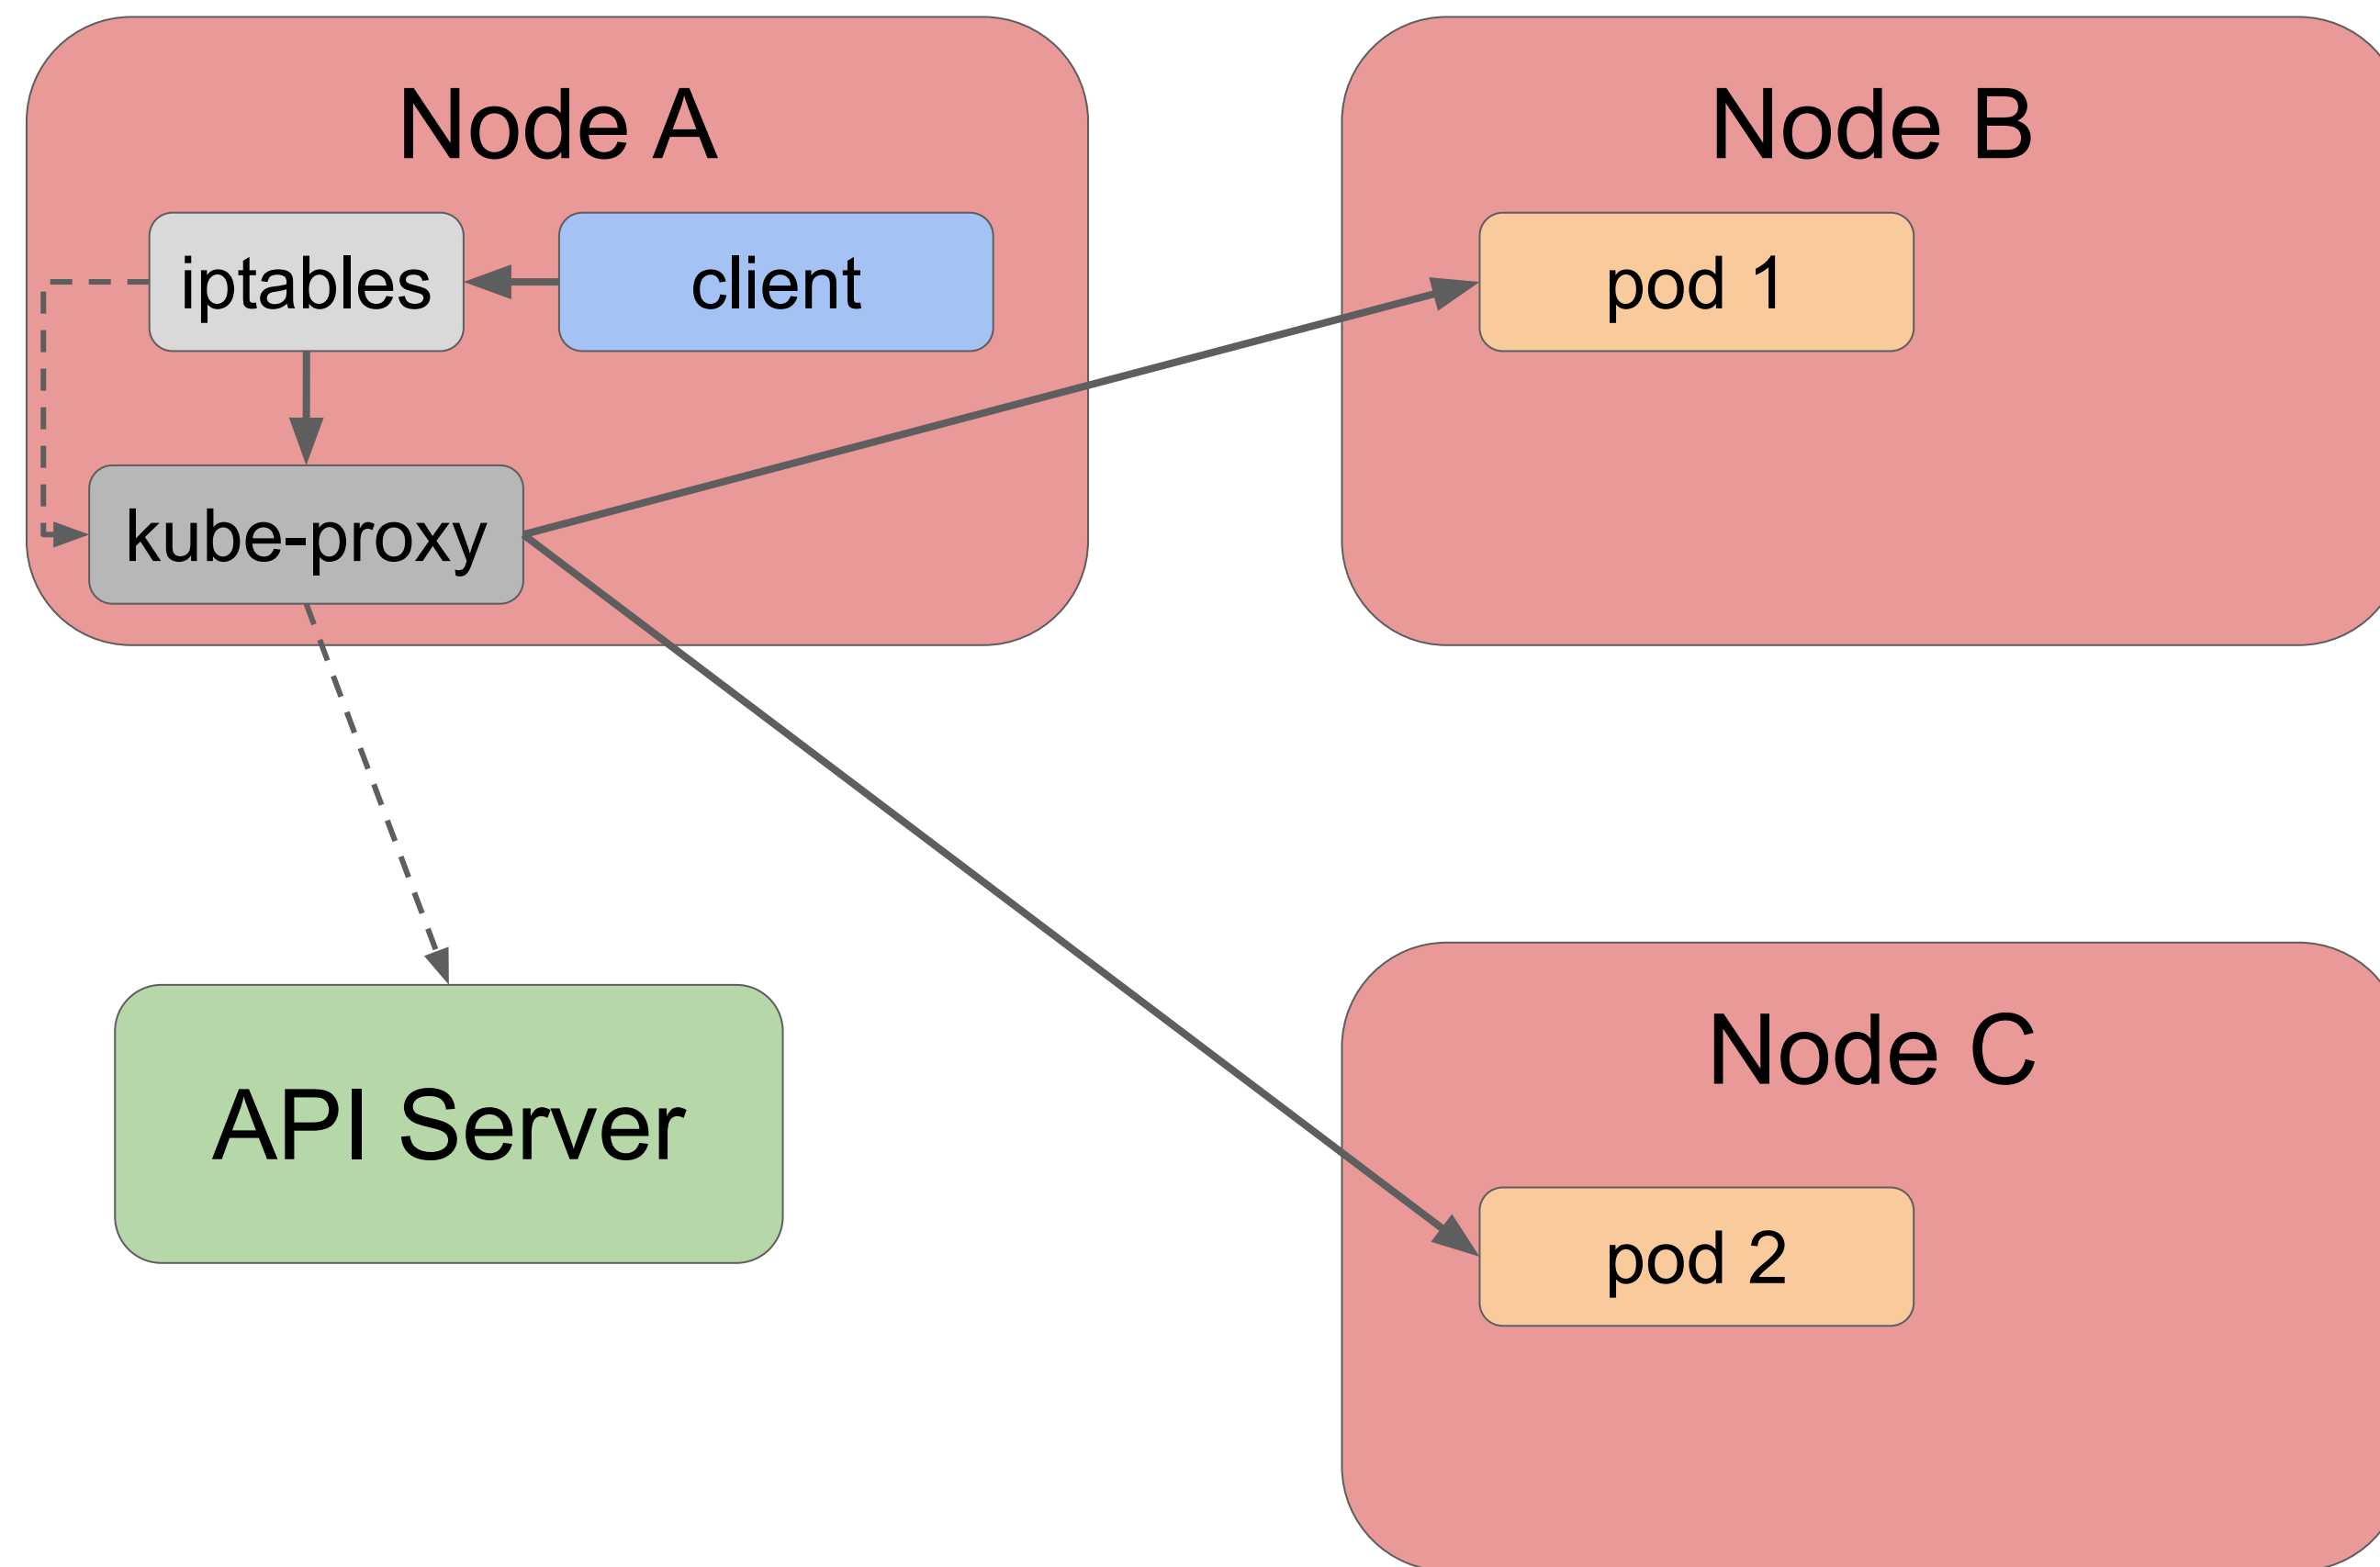 Node A
iptables
client
kube-proxy
Node B
pod 1
API Server
Node C
pod 2